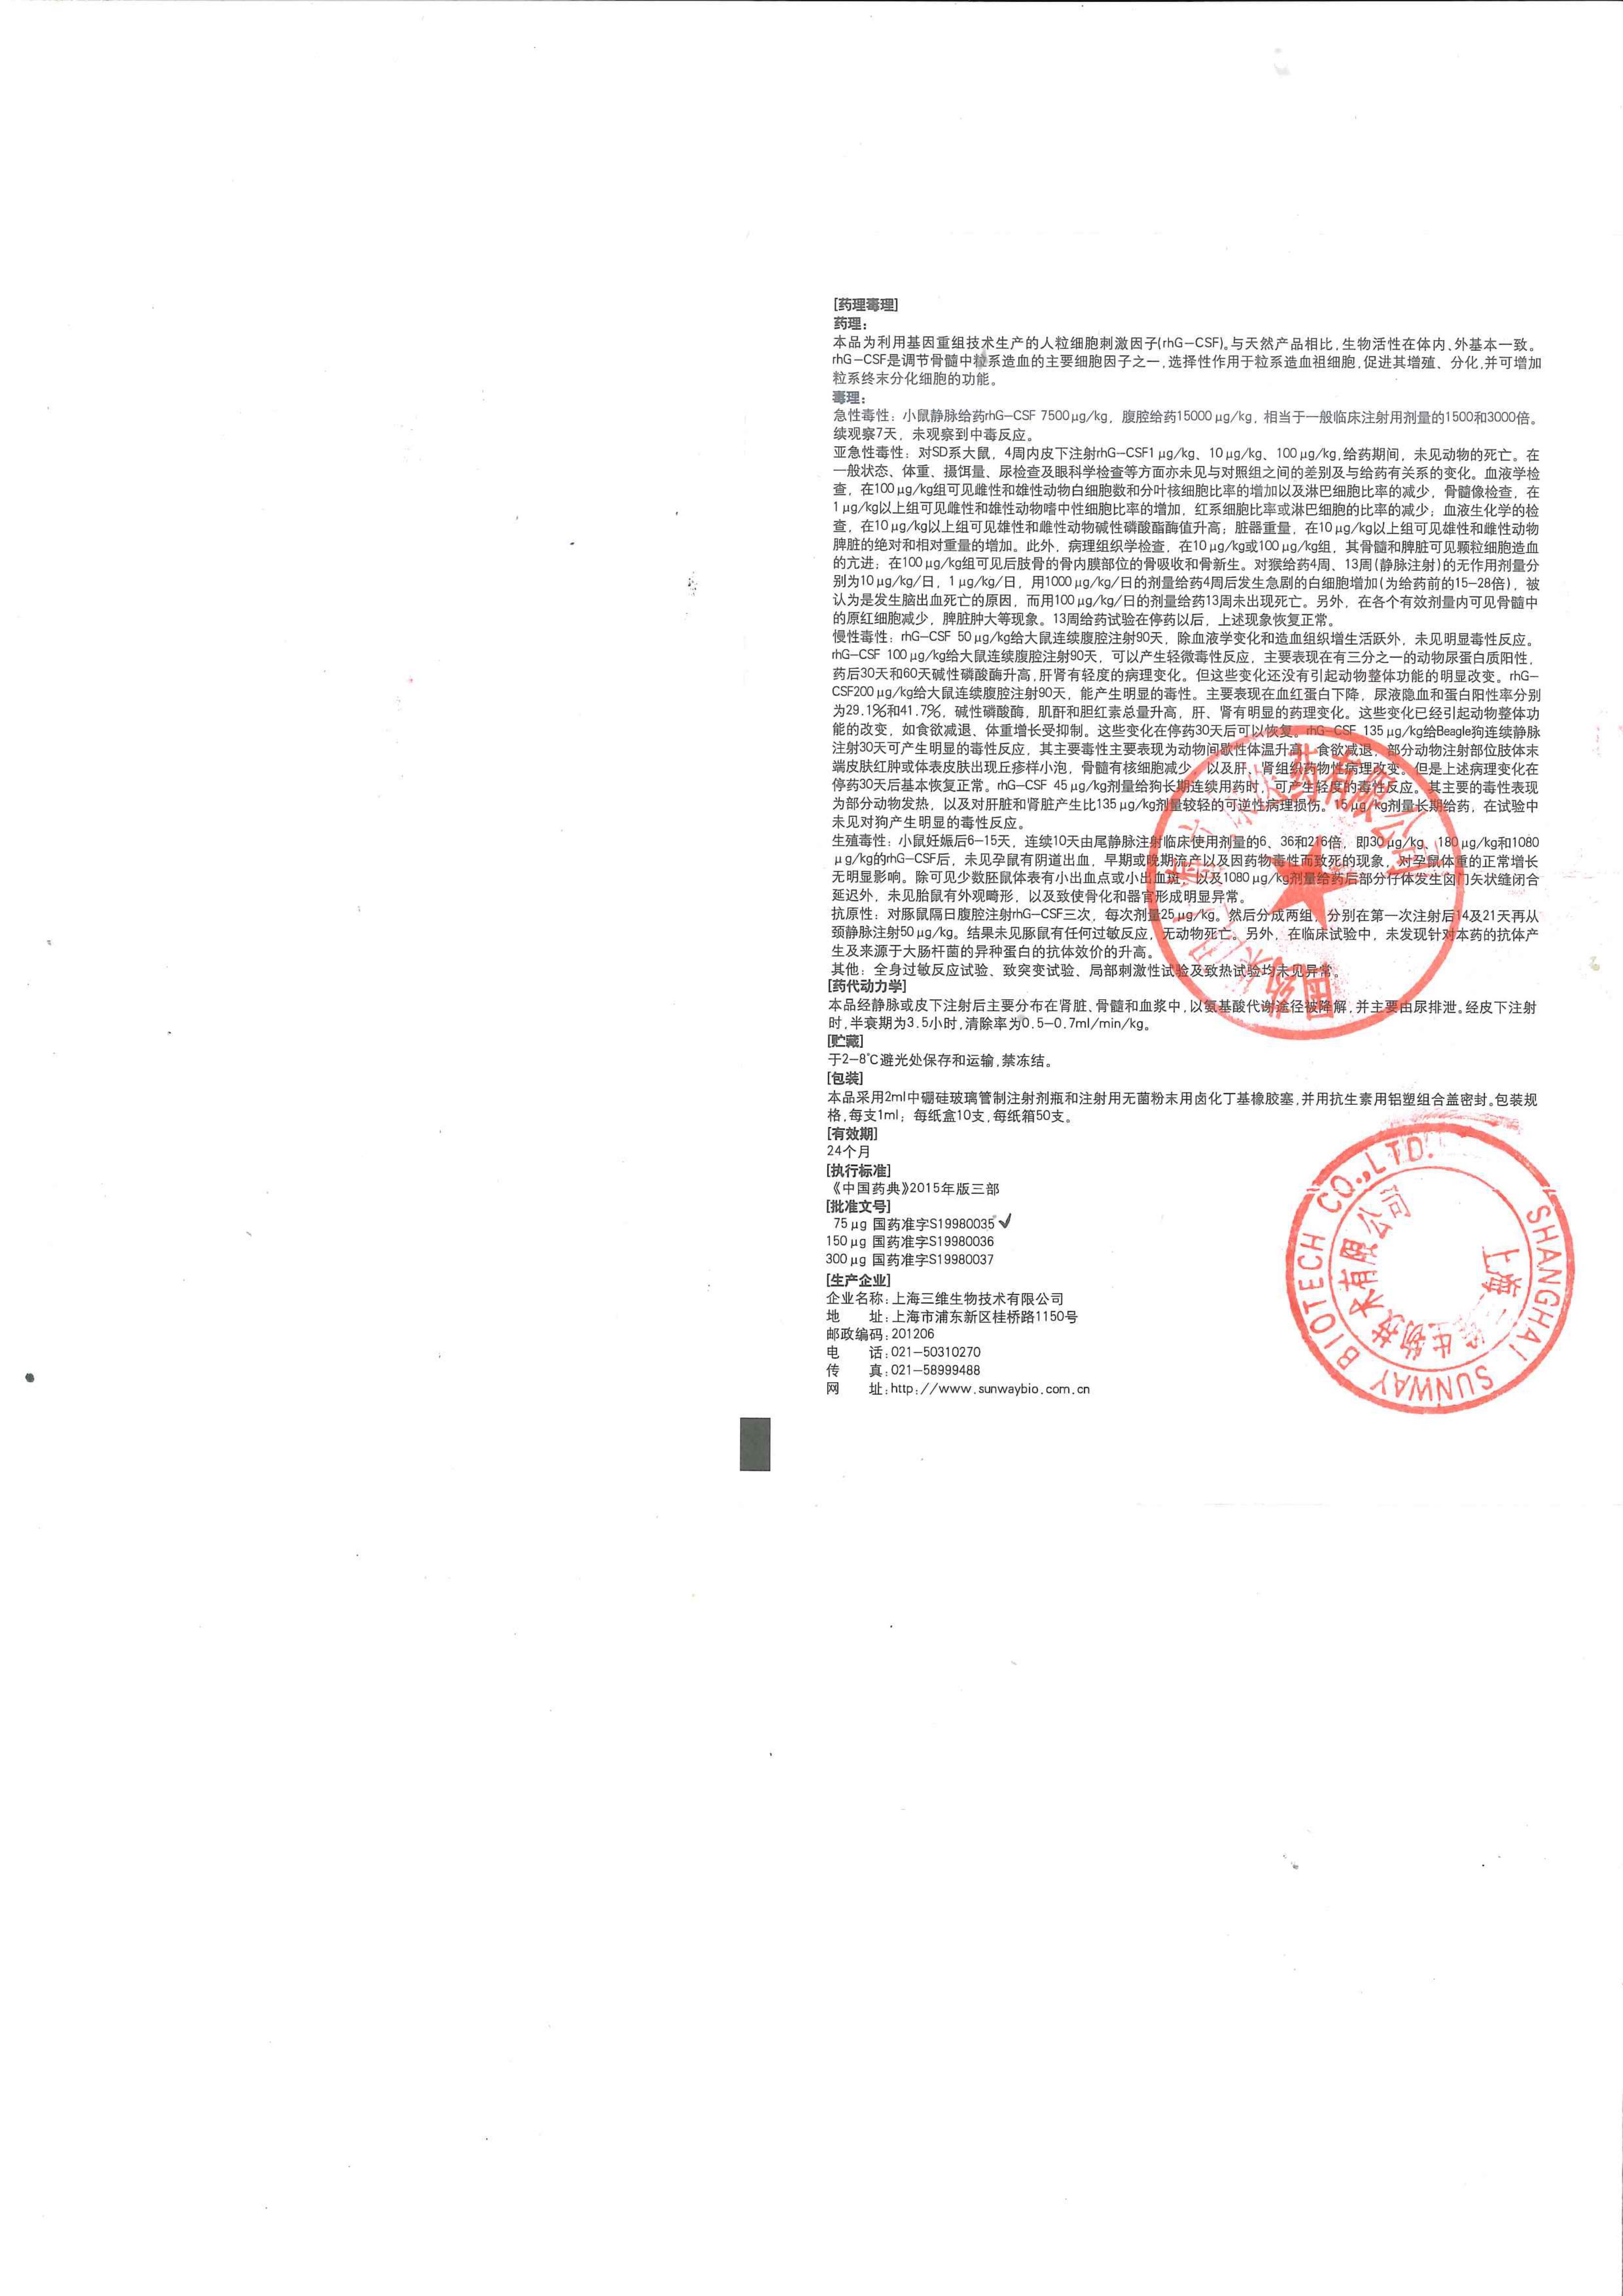 [药理毒理]
药理：
本品为利用基因重组技术生产的人粒细胞刺激因子(rhG-CSF)。与天然产品相比,生物活性在体内、外基本一致。
rhG-CSF是调节骨髓中粒系造血的主要细胞因子之一,选择性作用于粒系造血祖细胞,促进其增殖、分化,并可增加
粒系终末分化细胞的功能。
毒理：
急性毒性：小鼠静脉给药rhG-CSF 7500μg/kg，腹腔给药15000μg/kg，相当于一般临床注射用剂量的1500和3000倍。
续观察7天，未观察到中毒反应。
亚急性毒性：对SD系大鼠，4周内皮下注射rhG-CSF1μg/kg、10μg/kg、100μg/kg,给药期间，未见动物的死亡。在
一般状态、体重、摄饵量、尿检查及眼科学检查等方面亦未见与对照组之间的差别及与给药有关系的变化。血液学检
查，在100μg/kg组可见雌性和雄性动物白细胞数和分叶核细胞比率的增加以及淋巴细胞比率的减少，骨髓像检查，在
1μg/kg以上组可见雌性和雄性动物嗜中性细胞比率的增加，红系细胞比率或淋巴细胞的比率的减少；血液生化学的检
查，在10μg/kg以上组可见雄性和雌性动物碱性磷酸酯酶值升高；脏器重量，在10μg/kg以上组可见雄性和雌性动物
脾脏的绝对和相对重量的增加。此外，病理组织学检查，在10μg/kg或100μg/kg组，其骨髓和脾脏可见颗粒细胞造血
的亢进；在100μg/kg组可见后肢骨的骨内膜部位的骨吸收和骨新生。对猴给药4周、13周(静脉注射)的无作用剂量分
别为10μg/kg/日，1μg/kg/日，用1000μg/kg/日的剂量给药4周后发生急剧的白细胞增加(为给药前的15-28倍)，被
认为是发生脑出血死亡的原因，而用100μg/kg/日的剂量给药13周未出现死亡。另外，在各个有效剂量内可见骨髓中
的原红细胞减少，脾脏肿大等现象。13周给药试验在停药以后，上述现象恢复正常。
慢性毒性：rhG-CSF 50μg/kg给大鼠连续腹腔注射90天，除血液学变化和造血组织增生活跃外，未见明显毒性反应。
rhG-CSF 100μg/kg给大鼠连续腹腔注射90天，可以产生轻微毒性反应，主要表现在有三分之一的动物尿蛋白质阳性，
药后30天和60天碱性磷酸酶升高,肝肾有轻度的病理变化。但这些变化还没有引起动物整体功能的明显改变。rhG-
CSF200μg/kg给大鼠连续腹腔注射90天，能产生明显的毒性。主要表现在血红蛋白下降，尿液隐血和蛋白阳性率分别
为29.1%和41.7%，碱性磷酸酶，肌酐和胆红素总量升高，肝、肾有明显的药理变化。这些变化已经引起动物整体功
能的改变，如食欲减退、体重增长受抑制。这些变化在停药30天后可以恢复。rhG-CSF 135μg/kg给Beagle狗连续静脉
注射30天可产生明显的毒性反应，其主要毒性主要表现为动物间歇性体温升高，食欲减退，部分动物注射部位肢体末
端皮肤红肿或体表皮肤出现丘疹样小泡，骨髓有核细胞减少，以及肝、肾组织药物性病理改变。但是上述病理变化在
停药30天后基本恢复正常。rhG-CSF 45μg/kg剂量给狗长期连续用药时，可产生轻度的毒性反应。其主要的毒性表现
为部分动物发热，以及对肝脏和肾脏产生比135μg/kg剂量较轻的可逆性病理损伤。15μg/kg剂量长期给药，在试验中
未见对狗产生明显的毒性反应。
生殖毒性：小鼠妊娠后6-15天，连续10天由尾静脉注射临床使用剂量的6、36和216倍，即30μg/kg、180μg/kg和1080
μg/kg的rhG-CSF后，未见孕鼠有阴道出血，早期或晚期流产以及因药物毒性而致死的现象，对孕鼠体重的正常增长
无明显影响。除可见少数胚鼠体表有小出血点或小出血斑，以及1080μg/kg剂量给药后部分仔体发生囟门矢状缝闭合
延迟外，未见胎鼠有外观畸形，以及致使骨化和器官形成明显异常。
抗原性：对豚鼠隔日腹腔注射rhG-CSF三次，每次剂量25μg/kg。然后分成两组，分别在第一次注射后14及21天再从
颈静脉注射50μg/kg。结果未见豚鼠有任何过敏反应，无动物死亡。另外，在临床试验中，未发现针对本药的抗体产
生及来源于大肠杆菌的异种蛋白的抗体效价的升高。
其他：全身过敏反应试验、致突变试验、局部刺激性试验及致热试验均未见异常。
[药代动力学]
本品经静脉或皮下注射后主要分布在肾脏、骨髓和血浆中,以氨基酸代谢途径被降解,并主要由尿排泄。经皮下注射
时,半衰期为3.5小时,清除率为0.5-0.7ml/min/kg。
[贮藏]
于2-8℃避光处保存和运输,禁冻结。
[包装]
本品采用2ml中硼硅玻璃管制注射剂瓶和注射用无菌粉末用卤化丁基橡胶塞,并用抗生素用铝塑组合盖密封。包装规
格,每支1ml；每纸盒10支,每纸箱50支。
[有效期]
24个月
[执行标准]
《中国药典》2015年版三部
[批准文号]
75μg 国药准字S19980035 ✓
150μg 国药准字S19980036
300μg 国药准字S19980037
[生产企业]
企业名称：上海三维生物技术有限公司
地 址：上海市浦东新区桂桥路1150号
邮政编码：201206
电 话：021-50310270
传 真：021-58999488
网 址：http://www.sunwaybio.com.cn
药有限公司
国药
SHANGHAI SUNWAY BIOTECH CO.,LTD.
上海 生物技术有限公司